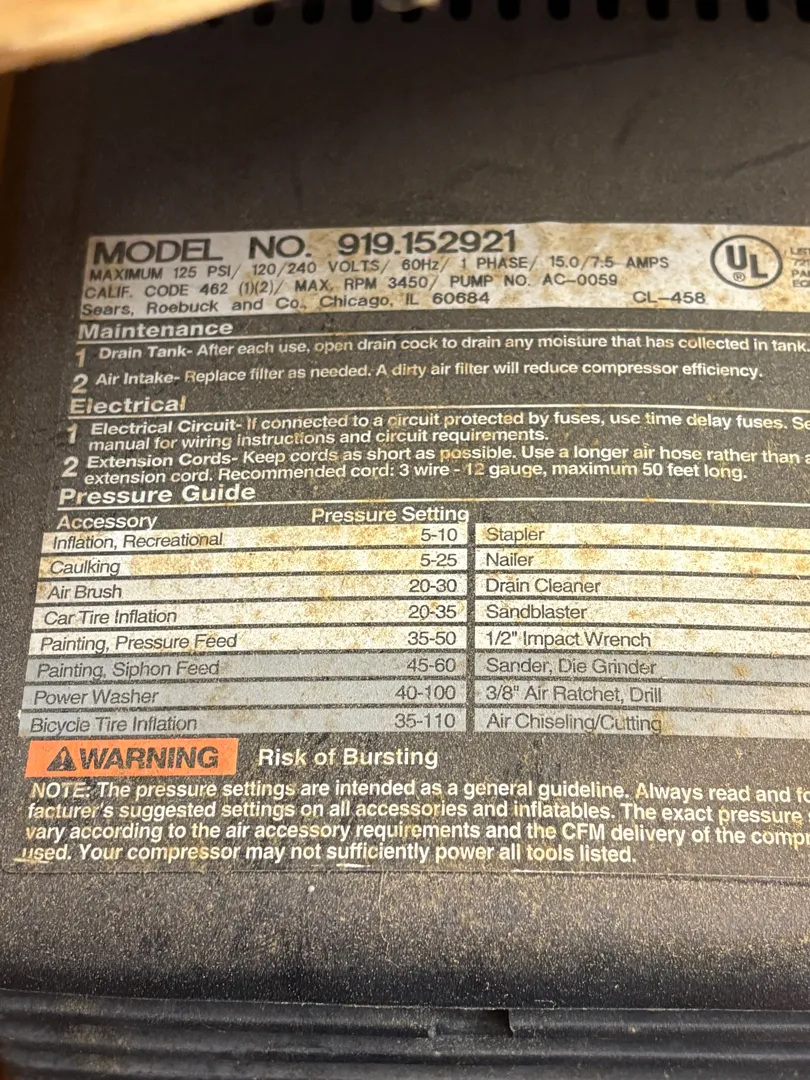 MODEL NO. 919.152921
MAXIMUM 125 PSI/ 120/240 VOLTS/ 60Hz/ 1 PHASE/ 15.0/7.5 AMPS
CALIF. CODE 462 (1)(2)/ MAX. RPM 3450/ PUMP NO. AC-0059
Sears, Roebuck and Co., Chicago, IL 60684 CL-458
UL
®
Maintenance
1 Drain Tank- After each use, open drain cock to drain any moisture that has collected in tank.
2 Air Intake- Replace filter as needed. A dirty air filter will reduce compressor efficiency.
Electrical
1 Electrical Circuit- If connected to a circuit protected by fuses, use time delay fuses.
manual for wiring instructions and circuit requirements.
2 Extension Cords- Keep cords as short as possible. Use a longer air hose rather than
extension cord. Recommended cord: 3 wire - 12 gauge, maximum 50 feet long.
Pressure Guide
Accessory Pressure Setting
Inflation, Recreational 5-10 Stapler
Caulking 5-25 Nailer
Air Brush 20-30 Drain Cleaner
Car Tire Inflation 20-35 Sandblaster
Painting, Pressure Feed 35-50 1/2" Impact Wrench
Painting, Siphon Feed 45-60 Sander, Die Grinder
Power Washer 40-100 3/8" Air Ratchet, Drill
Bicycle Tire Inflation 35-110 Air Chiseling/Cutting
WARNING Risk of Bursting
NOTE: The pressure settings are intended as a general guideline. Always read and
facturer's suggested settings on all accessories and inflatables. The exact pressure
vary according to the air accessory requirements and the CFM delivery of the
used. Your compressor may not sufficiently power all tools listed.